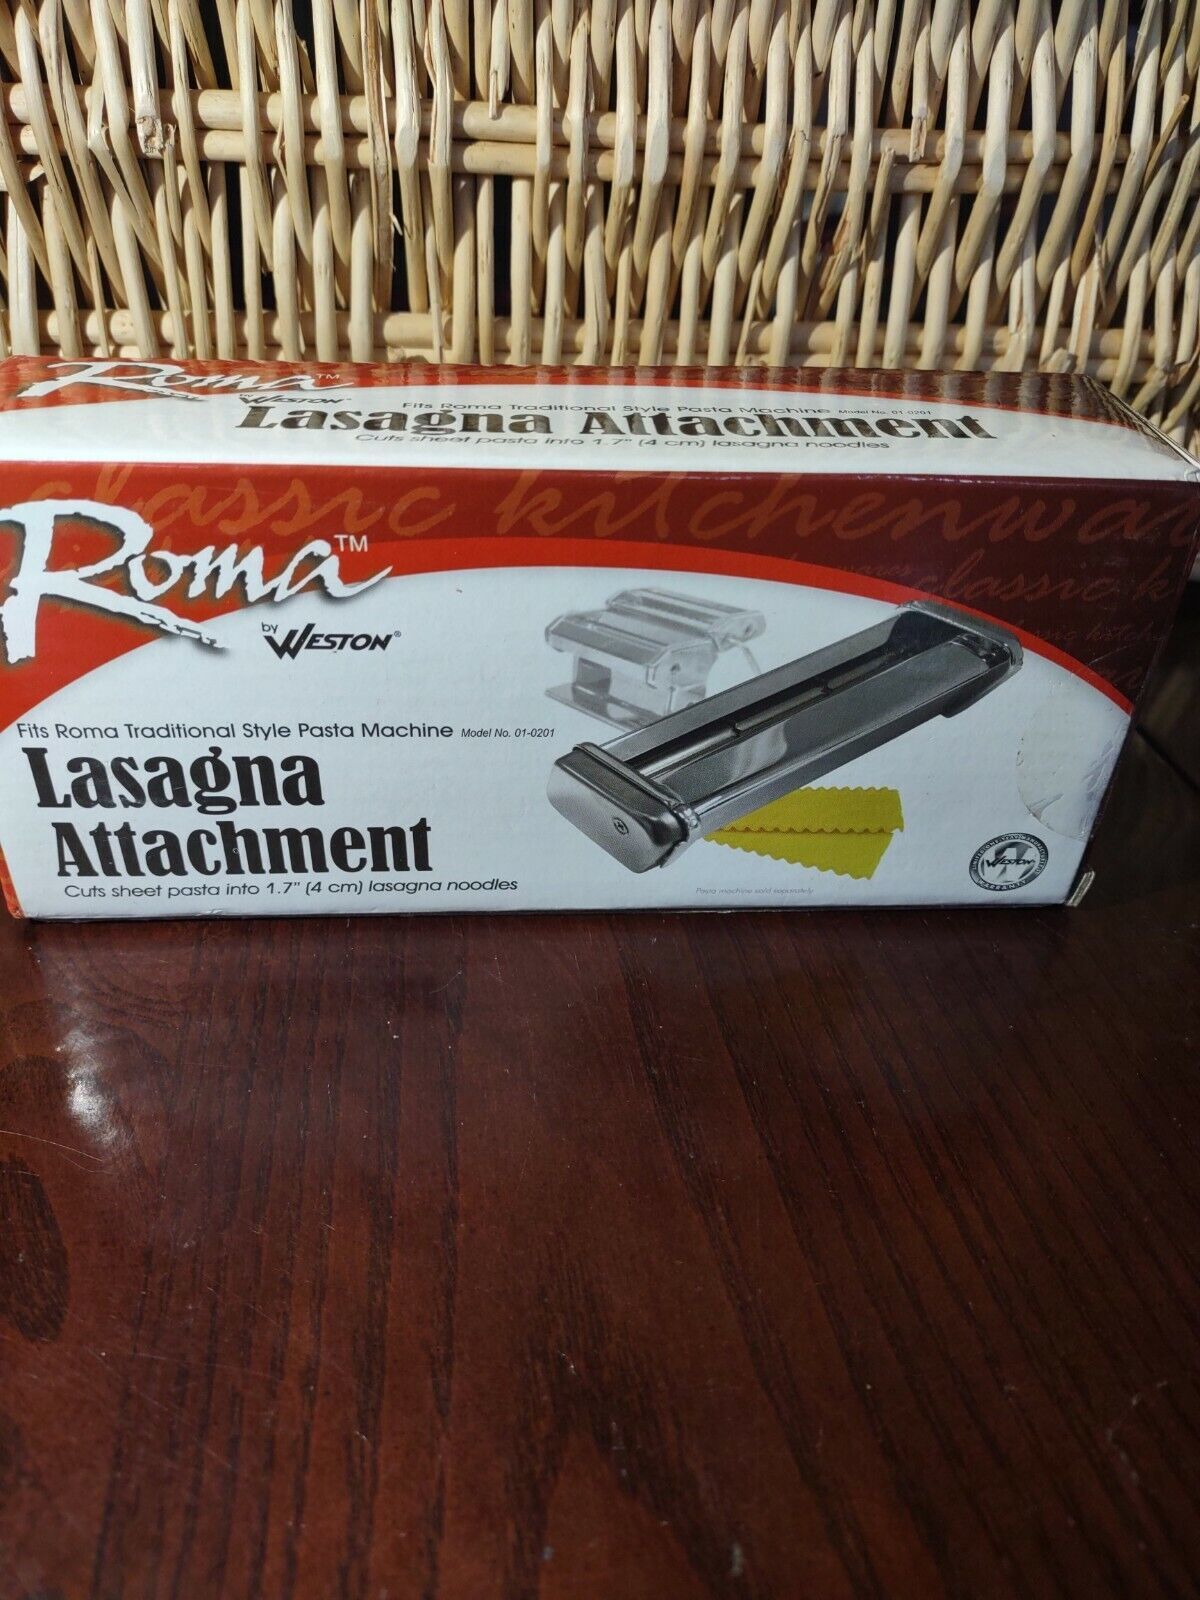 Roma™
by WESTON®
Fits Roma Traditional Style Pasta Machine Model No. 01-0201
Lasagna Attachment
Cuts sheet pasta into 1.7" (4 cm) lasagna noodles
classic kitchenwa
Roma™
by WESTON®
classic k
Fits Roma Traditional Style Pasta Machine Model No. 01-0201
Lasagna
Attachment
Cuts sheet pasta into 1.7" (4 cm) lasagna noodles
Pasta machine sold separately
WESTON
WARRANTY